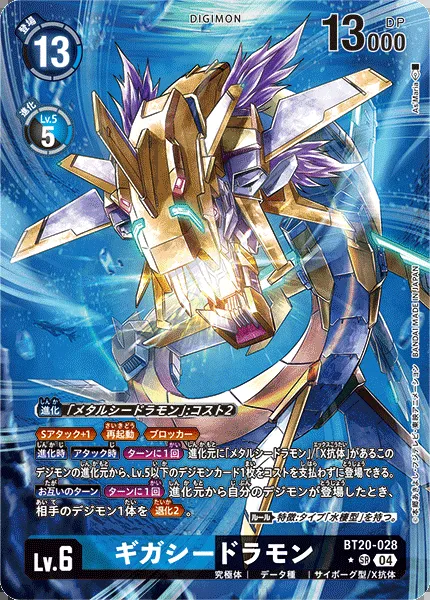 DIGIMON
登場
13
13000
DP
進化
Lv.5
5
As'Maria
BANDAI MADE IN JAPAN
進化「メタルシードラモン」:コスト2
Sアタック+1 再起動 ブロッカー
進化時 アタック時 ターンに1回 進化元に「メタルシードラモン」/「X抗体」があるこの
デジモンの進化元から、Lv.5以下のデジモンカード1枚をコストを支払わずに登場できる。
お互いのターン ターンに1回 進化元から自分のデジモンが登場したとき、
相手のデジモン1体を 退化2。
ルール 特徴:タイプ「水棲型」を持つ。
Lv.6
ギガシードラモン
BT20-028
SR 04
究極体 | データ種 | サイボーグ型/X抗体